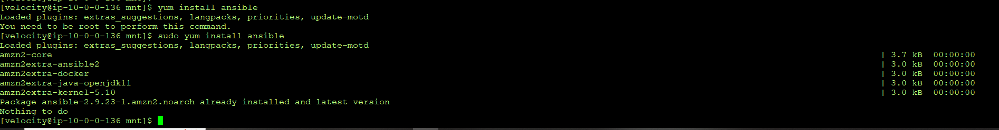 [velocity@ip-10-0-0-136 mnt]$ yum install ansible
Loaded plugins: extras_suggestions, langpacks, priorities, update-motd
You need to be root to perform this command.
[velocity@ip-10-0-0-136 mnt]$ sudo yum install ansible
Loaded plugins: extras_suggestions, langpacks, priorities, update-motd
amzn2-core | 3.7 kB 00:00:00
amzn2extra-ansible2 | 3.0 kB 00:00:00
amzn2extra-docker | 3.0 kB 00:00:00
amzn2extra-java-openjdk11 | 3.0 kB 00:00:00
amzn2extra-kernel-5.10 | 3.0 kB 00:00:00
Package ansible-2.9.23-1.amzn2.noarch already installed and latest version
Nothing to do
[velocity@ip-10-0-0-136 mnt]$